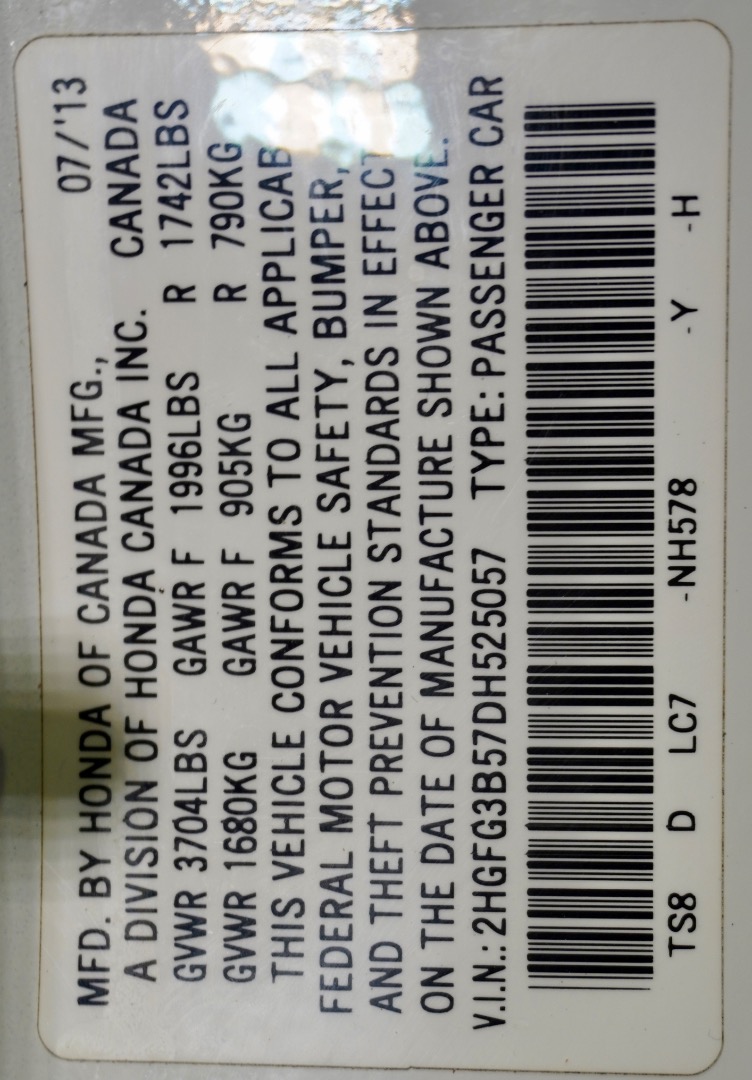 MFD. BY HONDA OF CANADA MFG., 07/'13
A DIVISION OF HONDA CANADA INC. CANADA
GVWR 3704LBS GAWR F 1996LBS R 1742LBS
GVWR 1680KG GAWR F 905KG R 790KG
THIS VEHICLE CONFORMS TO ALL APPLICAB
FEDERAL MOTOR VEHICLE SAFETY, BUMPER,
AND THEFT PREVENTION STANDARDS IN EFFECT
ON THE DATE OF MANUFACTURE SHOWN ABOVE.
V.I.N.: 2HGFG3B57DH525057 TYPE: PASSENGER CAR
TS8 D LC7 -NH578 -Y -H